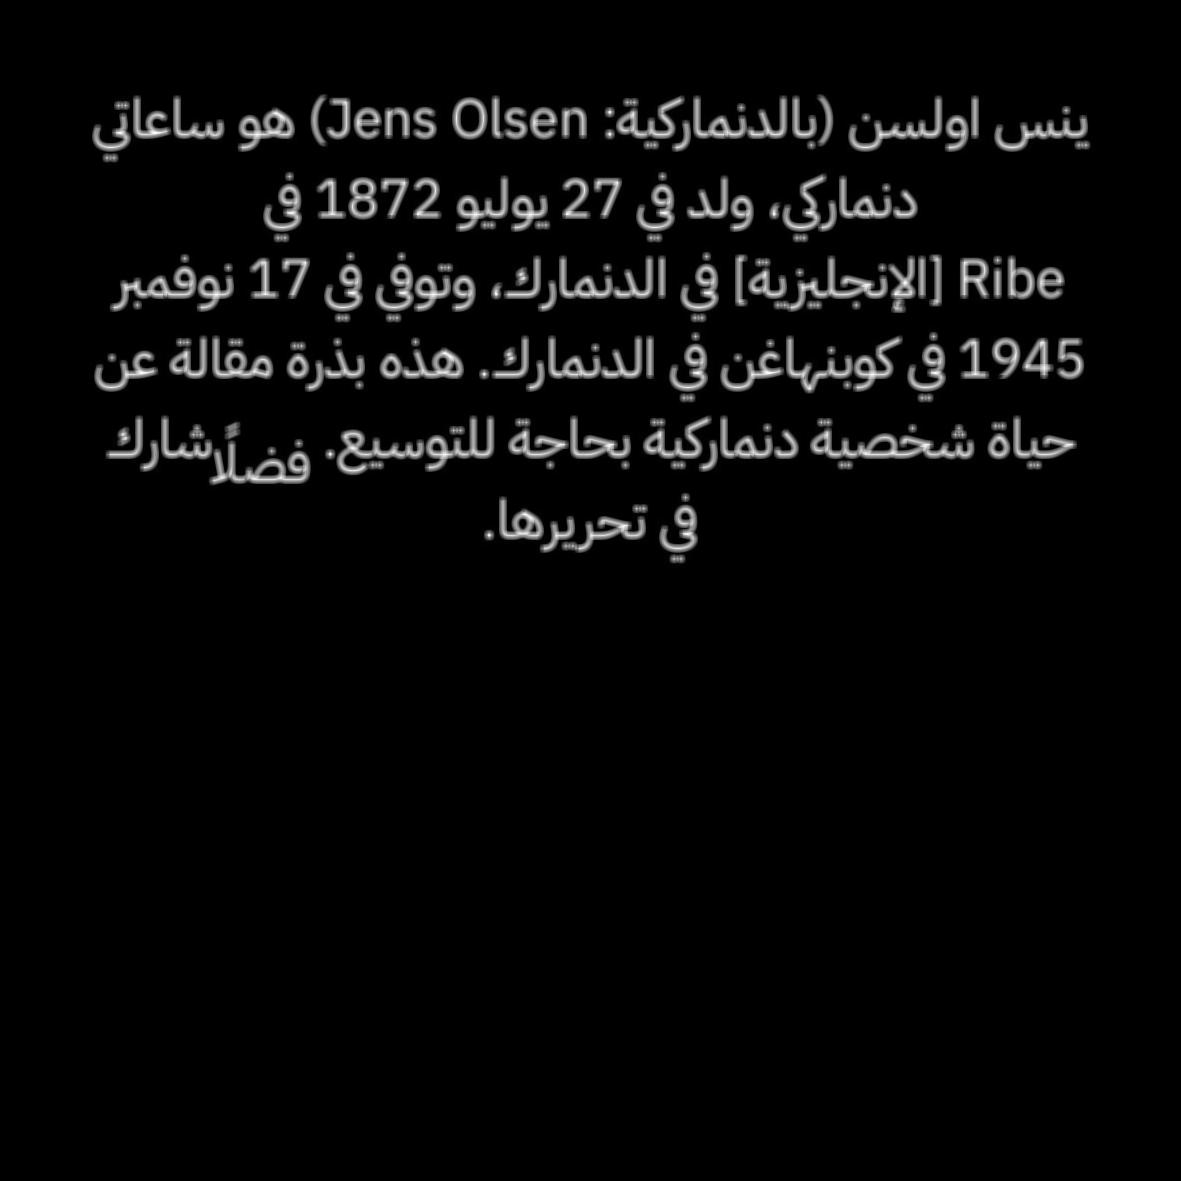 ينس اولسن (بالدنماركية: Jens Olsen) هو ساعاتي
دنماركي، ولد في 27 يوليو 1872 في
Ribe [الإنجليزية] في الدنمارك، وتوفي في 17 نوفمبر
1945 في كوبنهاغن في الدنمارك. هذه بذرة مقالة عن
حياة شخصية دنماركية بحاجة للتوسيع. فضلًا شارك
في تحريرها.